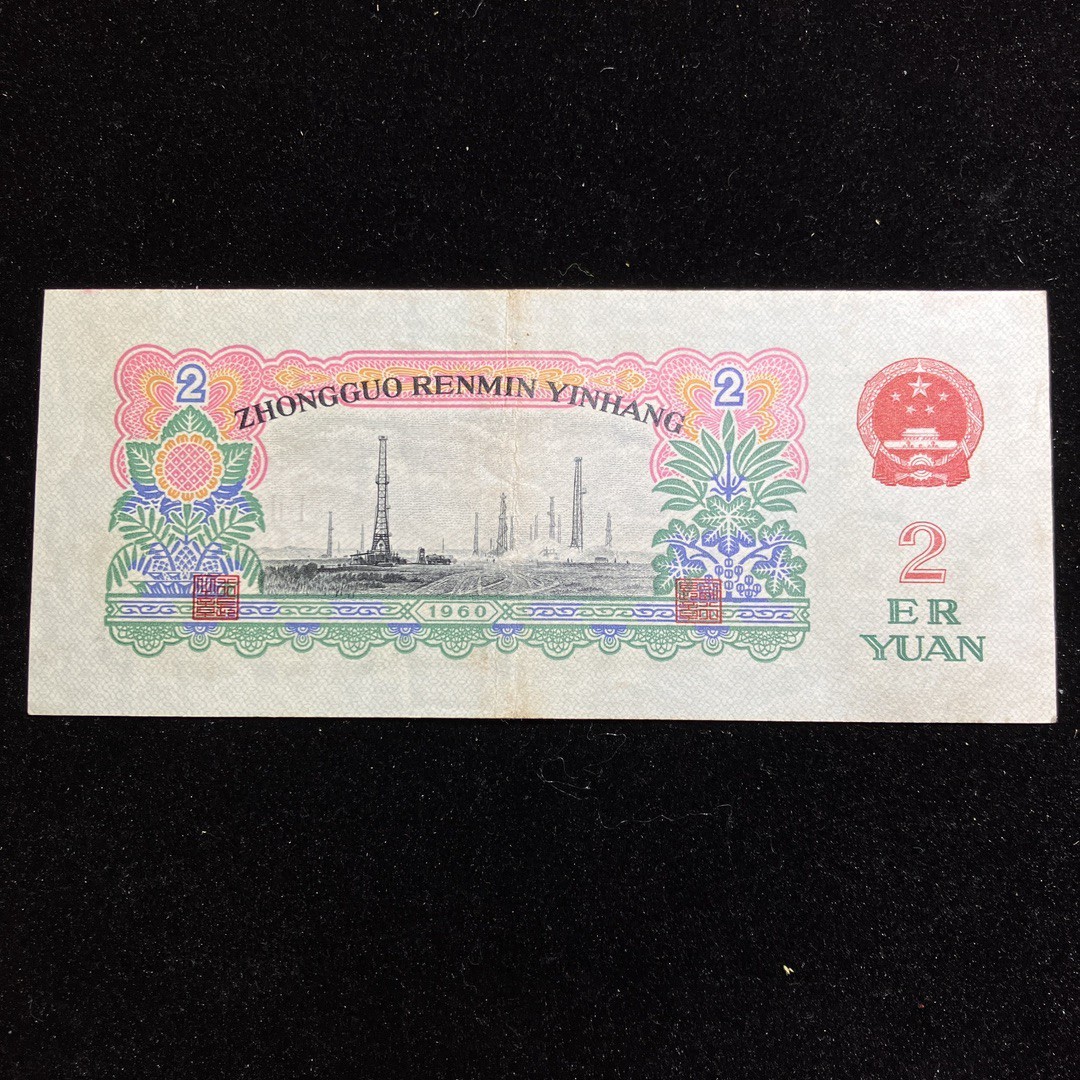 2
2
ZHONGGUO RENMIN YINHANG
1960
2
ER
YUAN